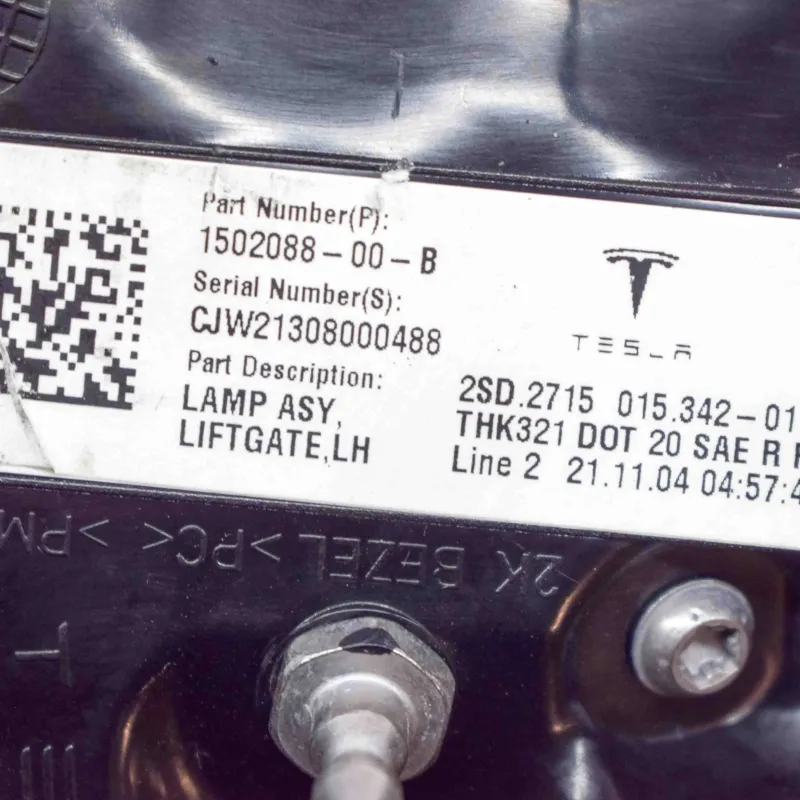 Part Number(P):
1502088-00-B
Serial Number(S):
CJW21308000488
Part Description:
LAMP ASY,
LIFTGATE,LH
TESLA
2SD.2715 015.342-01
THK321 DOT 20 SAE R
Line 2 21.11.04 04:57:4
2K BEZEL >PC< >PM
T